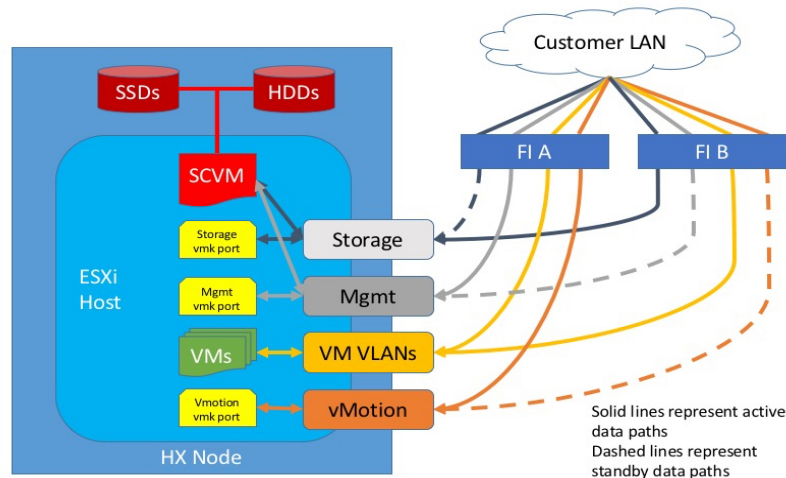 Customer LAN
SSDs
HDDs
FI A
FI B
SCVM
Storage
vmk port
Storage
ESXi
Host
Mgmt
vmk port
Mgmt
VMs
VM VLANs
Vmotion
vmk port
vMotion
HX Node
Solid lines represent active
data paths
Dashed lines represent
standby data paths